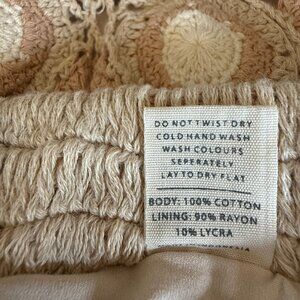 DO NOT TWIST DRY
COLD HAND WASH
WASH COLOURS
SEPERATELY
LAY TO DRY FLAT
BODY: 100% COTTON
LINING: 90% RAYON
10% LYCRA